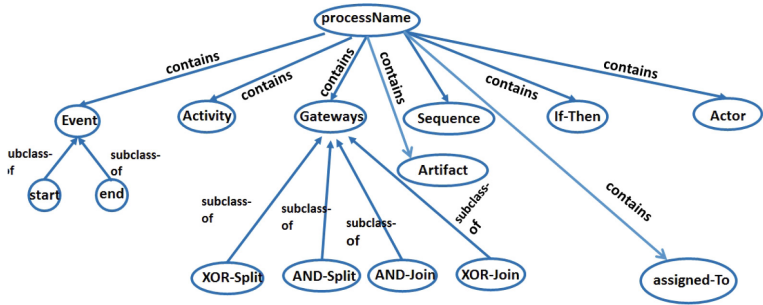 processName
contains
contains
contains
contains
contains
contains
contains
Event
Activity
Gateways
Sequence
If-Then
Actor
Artifact
subclass-
of
subclass-
of
start
end
subclass-
of
subclass-
of
subclass-
of
subclass-
of
XOR-Split
AND-Split
AND-Join
XOR-Join
assigned-To